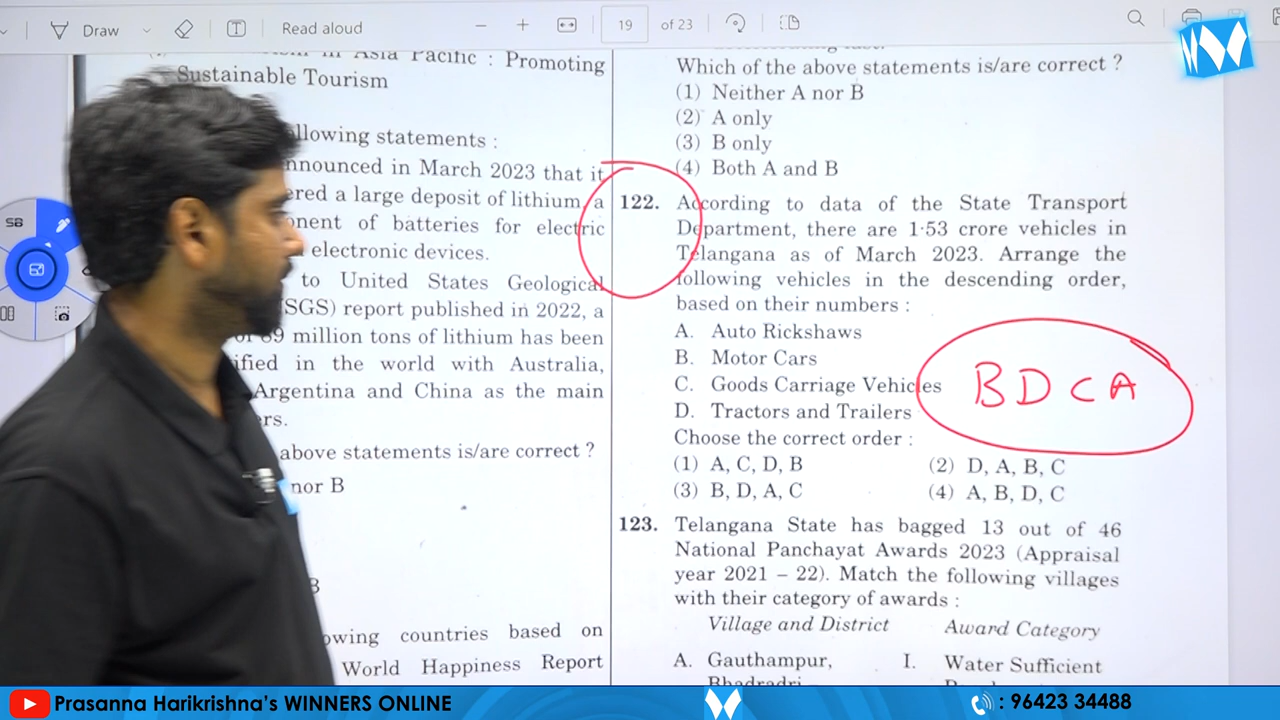 Draw
Read aloud
19
of 23
in Asia Pacific : Promoting
Sustainable Tourism
llowing statements :
nnounced in March 2023 that it
ered a large deposit of lithium, a
onent of batteries for electric
electronic devices.
to United States Geological
SGS) report published in 2022, a
of 89 million tons of lithium has been
ified in the world with Australia,
Argentina and China as the main
ers.
above statements is/are correct ?
nor B
B
owing countries based on
World Happiness Report
Which of the above statements is/are correct ?
(1) Neither A nor B
(2) A only
(3) B only
(4) Both A and B
122. According to data of the State Transport
Department, there are 1·53 crore vehicles in
Telangana as of March 2023. Arrange the
following vehicles in the descending order,
based on their numbers :
A. Auto Rickshaws
B. Motor Cars
C. Goods Carriage Vehicles
D. Tractors and Trailers
B D C A
Choose the correct order :
(1) A, C, D, B (2) D, A, B, C
(3) B, D, A, C (4) A, B, D, C
123. Telangana State has bagged 13 out of 46
National Panchayat Awards 2023 (Appraisal
year 2021 – 22). Match the following villages
with their category of awards :
Village and District Award Category
A. Gauthampur, I. Water Sufficient
Bhadradri
SB
W
Prasanna Harikrishna's WINNERS ONLINE
: 96423 34488